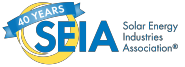 40 YEARS
SEIA
Solar Energy
Industries
Association®